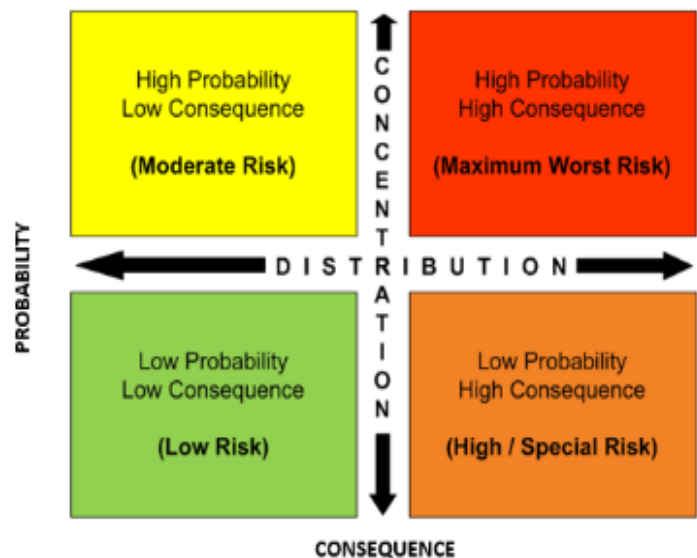 High Probability
Low Consequence
(Moderate Risk)
High Probability
High Consequence
(Maximum Worst Risk)
CONCENTRATION
DISTRIBUTION
PROBABILITY
Low Probability
Low Consequence
(Low Risk)
Low Probability
High Consequence
(High / Special Risk)
CONSEQUENCE